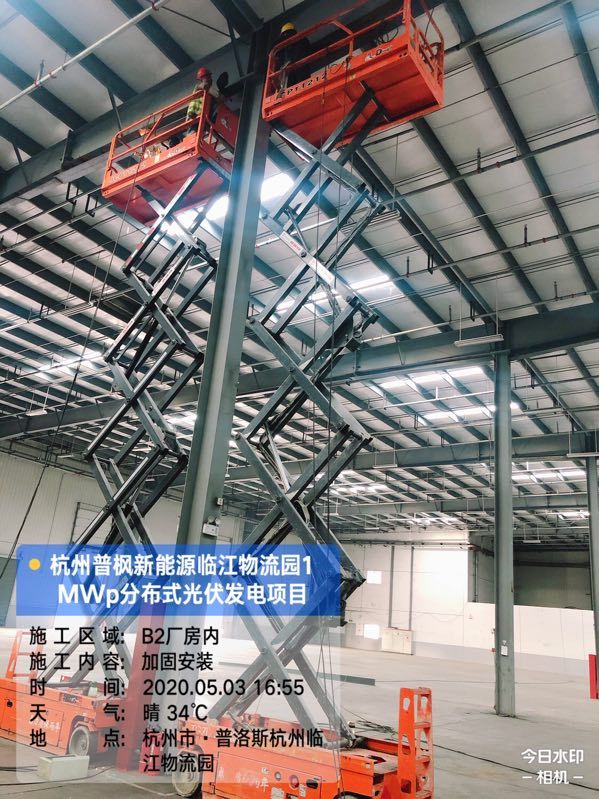 杭州普枫新能源临江物流园1
MWp分布式光伏发电项目
施工区域: B2厂房内
施工内容: 加固安装
时间: 2020.05.03 16:55
天气: 晴 34℃
地点: 杭州市·普洛斯杭州临
江物流园
今日水印
-相机-